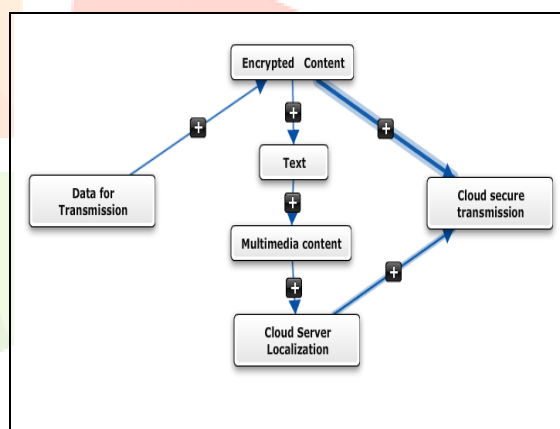 Encrypted Content
+
+
+
Text
Data for
Transmission
+
Cloud secure
transmission
Multimedia content
+
+
Cloud Server
Localization